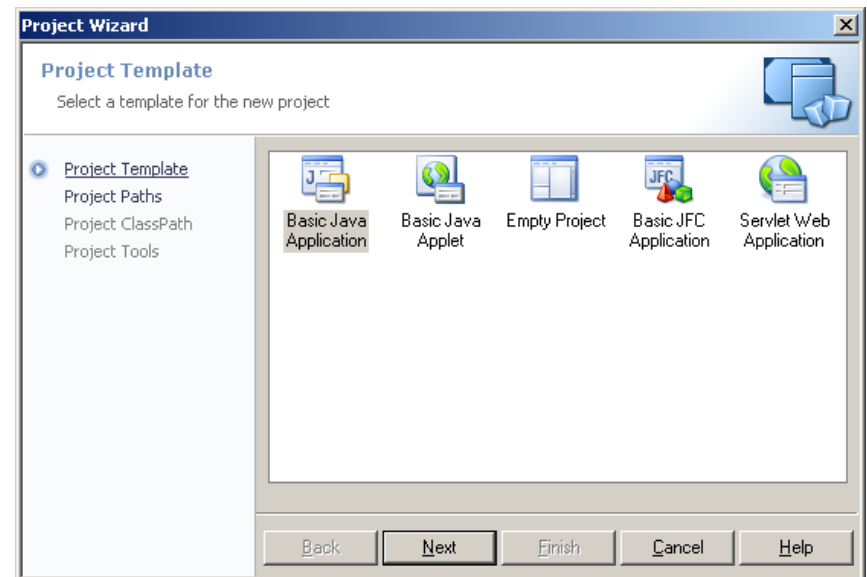 Project Wizard
Project Template
Select a template for the new project
Project Template
Project Paths
Project ClassPath
Project Tools
J
JFC
Basic Java
Application
Basic Java
Applet
Empty Project
Basic JFC
Application
Servlet Web
Application
Back
Next
Finish
Cancel
Help